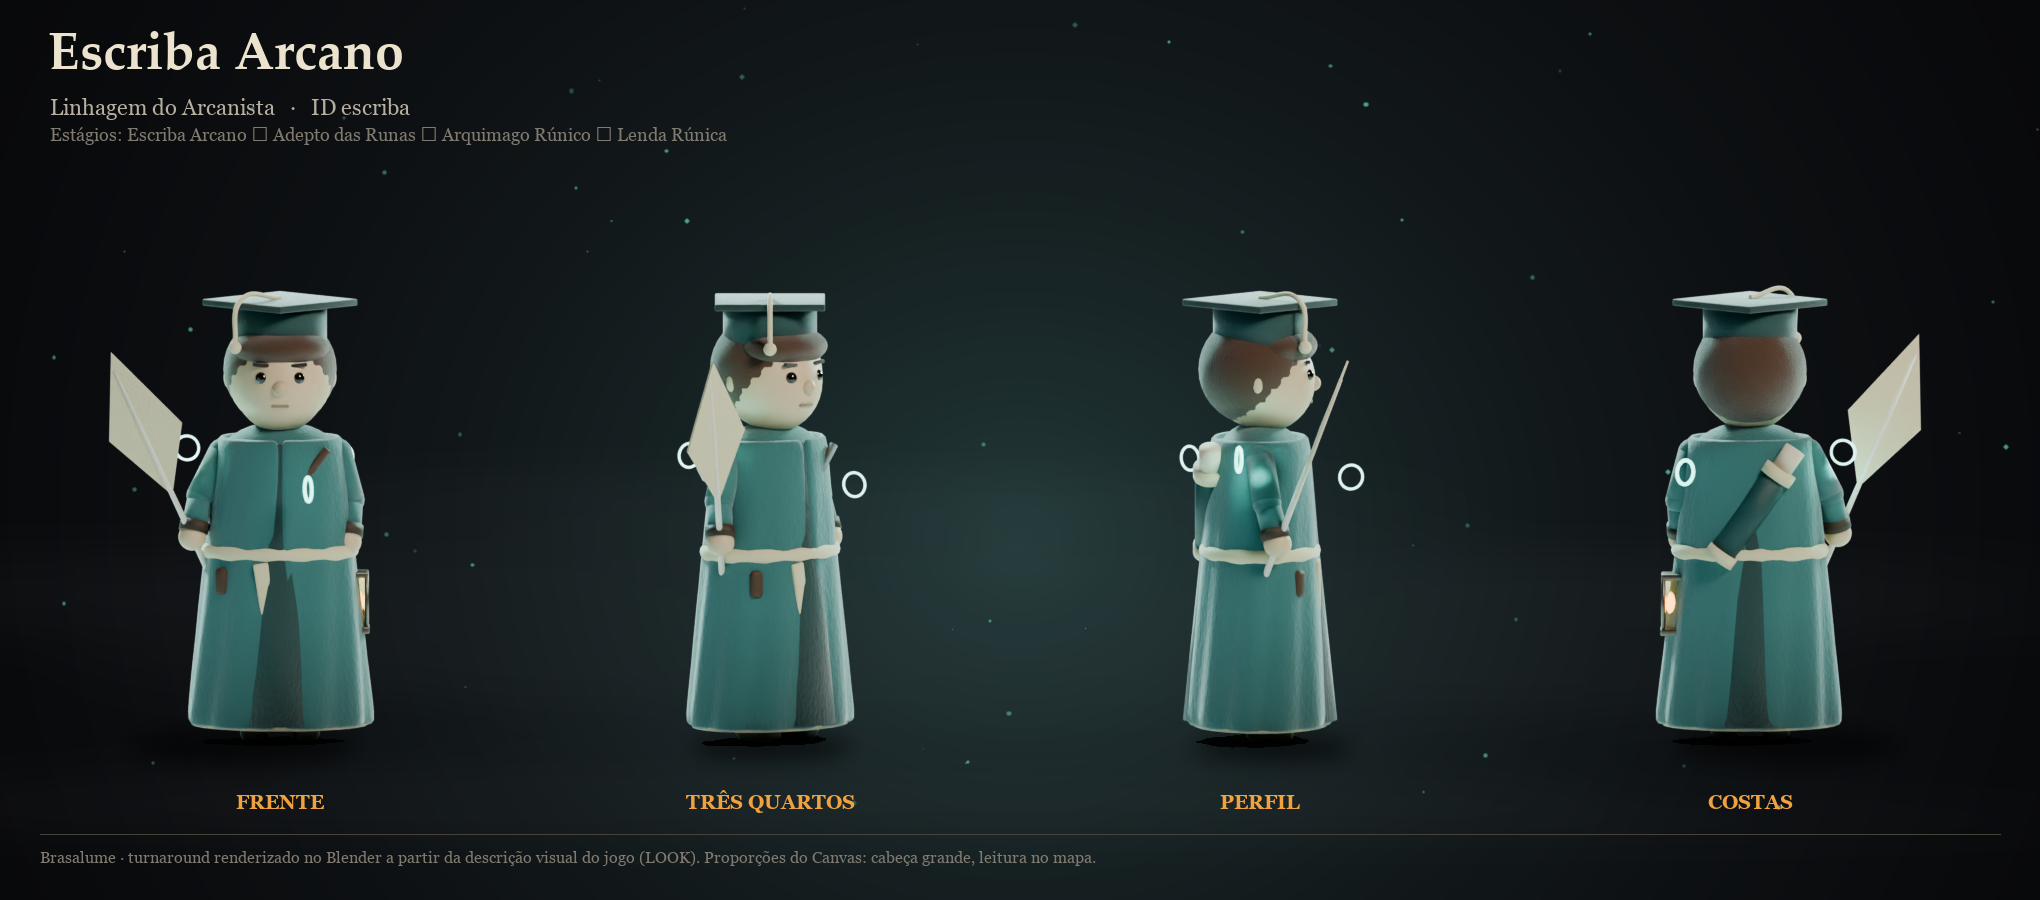 Escriba Arcano
Linhagem do Arcanista · ID escriba
Estágios: Escriba Arcano □ Adepto das Runas □ Arquimago Rúnico □ Lenda Rúnica
FRENTE
TRÊS QUARTOS
PERFIL
COSTAS
Brasalume · turnaround renderizado no Blender a partir da descrição visual do jogo (LOOK). Proporções do Canvas: cabeça grande, leitura no mapa.